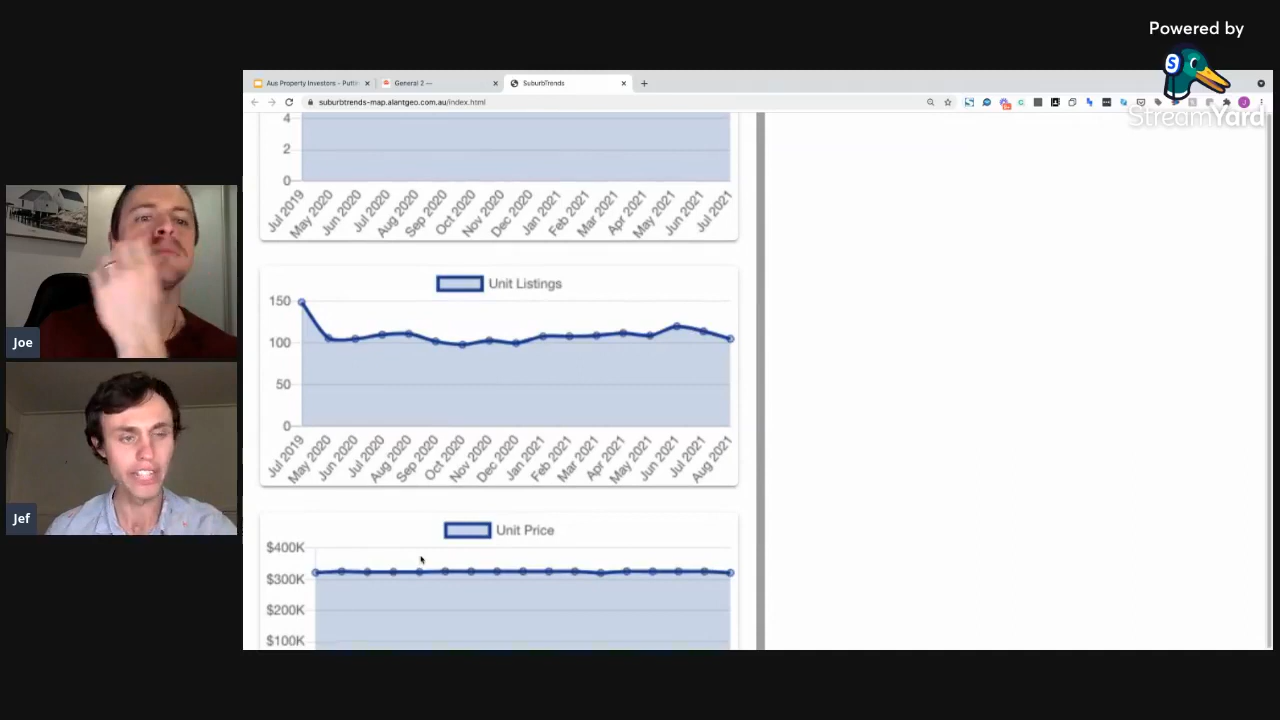 Powered by
StreamYard
Aus Property Investors - Puttin
General 2 —
SuburbTrends
suburbtrends-map.alantgeo.com.au/index.html
4
2
0
Jul 2019
May 2020
Jun 2020
Jul 2020
Aug 2020
Sep 2020
Oct 2020
Nov 2020
Dec 2020
Jan 2021
Feb 2021
Mar 2021
Apr 2021
May 2021
Jun 2021
Jul 2021
Unit Listings
150
100
50
0
Jul 2019
May 2020
Jun 2020
Jul 2020
Aug 2020
Sep 2020
Oct 2020
Nov 2020
Dec 2020
Jan 2021
Feb 2021
Mar 2021
Apr 2021
May 2021
Jun 2021
Jul 2021
Aug 2021
Unit Price
$400K
$300K
$200K
$100K
Joe
Jef